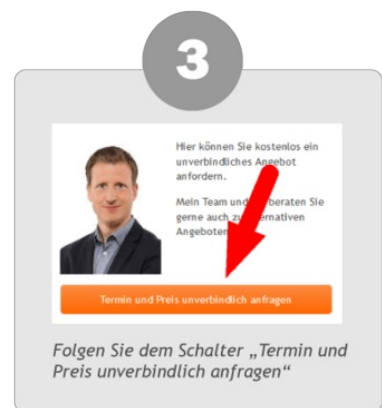 3
Hier können Sie kostenlos ein
unverbindliches Angebot
anfordern.
Mein Team und beraten Sie
gerne auch zu ernativen
Angeboten
Termin und Preis unverbindlich anfragen
Folgen Sie dem Schalter „Termin und
Preis unverbindlich anfragen“